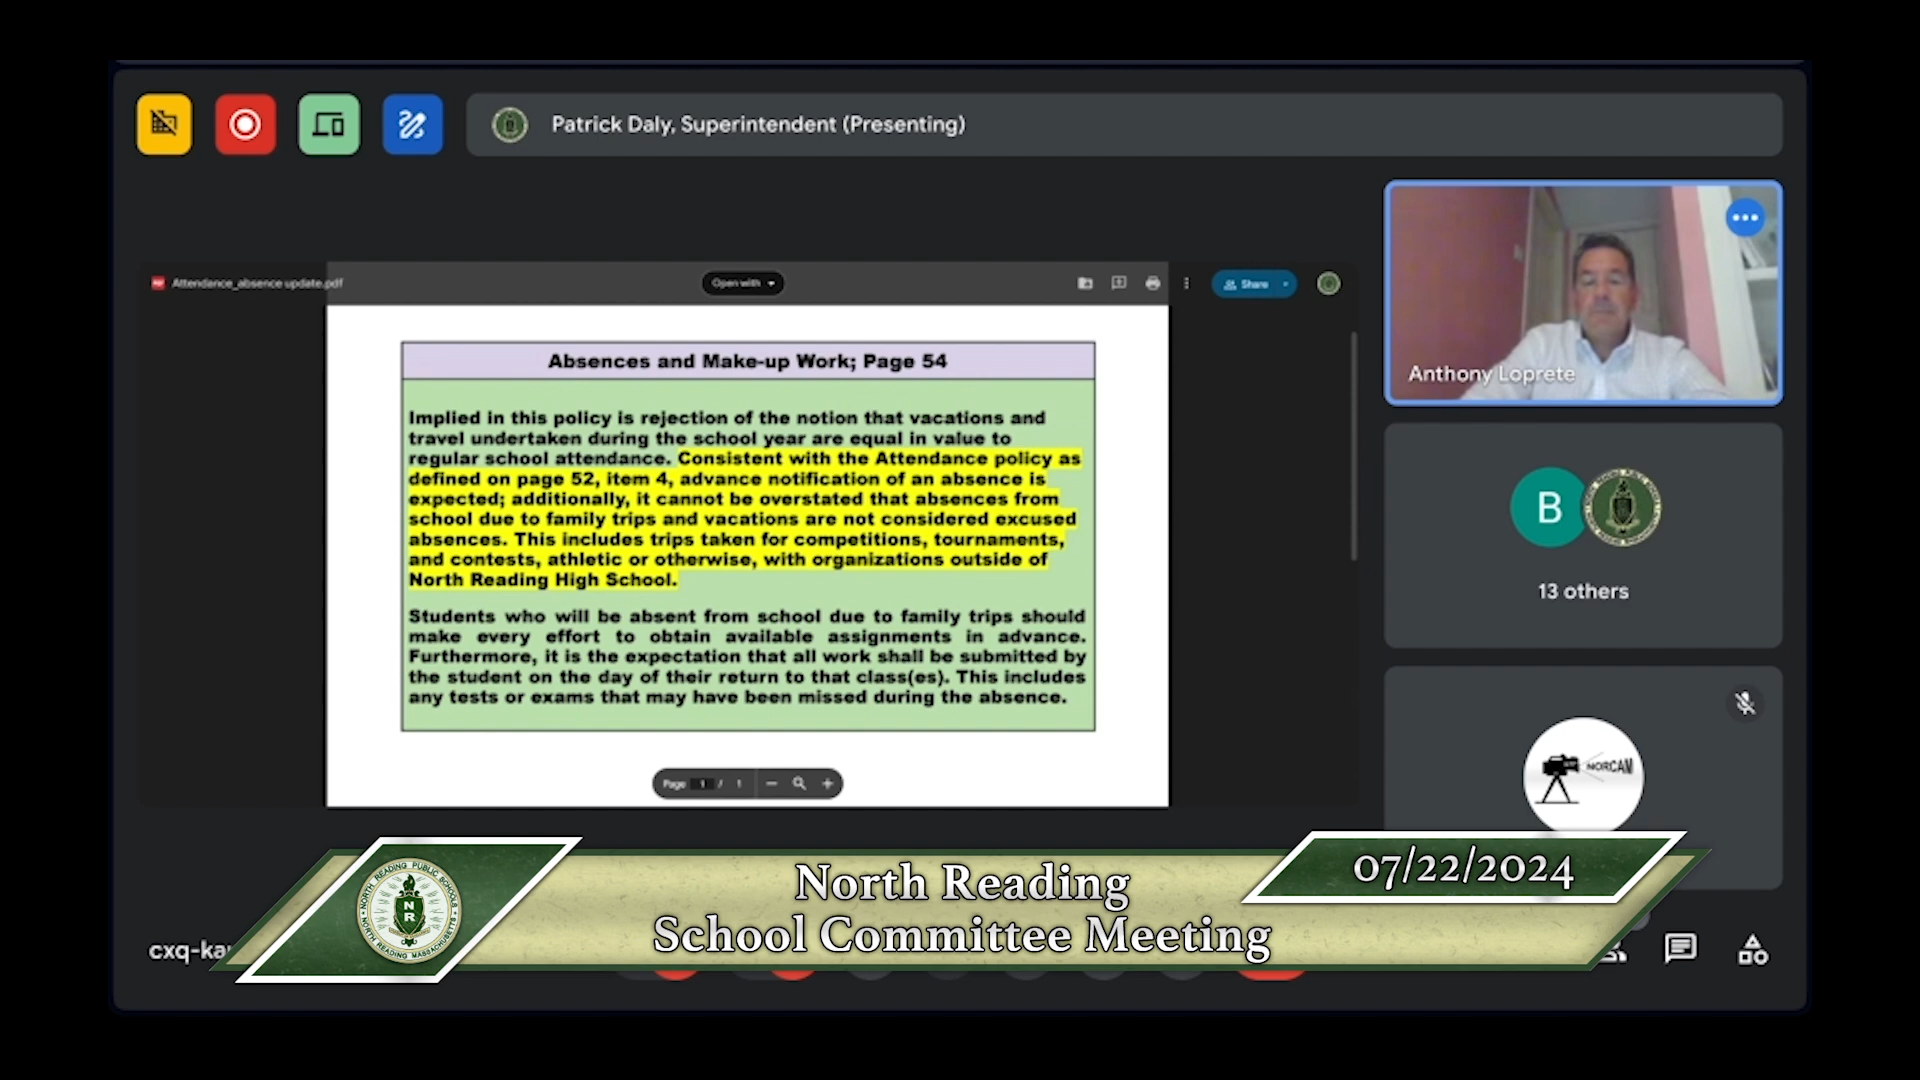 Patrick Daly, Superintendent (Presenting)
Attendance_absence update.pdf
Open with
Share
Absences and Make-up Work; Page 54
Implied in this policy is rejection of the notion that vacations and
travel undertaken during the school year are equal in value to
regular school attendance. Consistent with the Attendance policy as
defined on page 52, item 4, advance notification of an absence is
expected; additionally, it cannot be overstated that absences from
school due to family trips and vacations are not considered excused
absences. This includes trips taken for competitions, tournaments,
and contests, athletic or otherwise, with organizations outside of
North Reading High School.
Students who will be absent from school due to family trips should
make every effort to obtain available assignments in advance.
Furthermore, it is the expectation that all work shall be submitted by
the student on the day of their return to that class(es). This includes
any tests or exams that may have been missed during the absence.
Page 1 / 1
Anthony Loprete
B
13 others
NORCAM
07/22/2024
North Reading
School Committee Meeting
NORTH READING PUBLIC SCHOOLS
N
R
NORTH READING MASSACHUSETTS